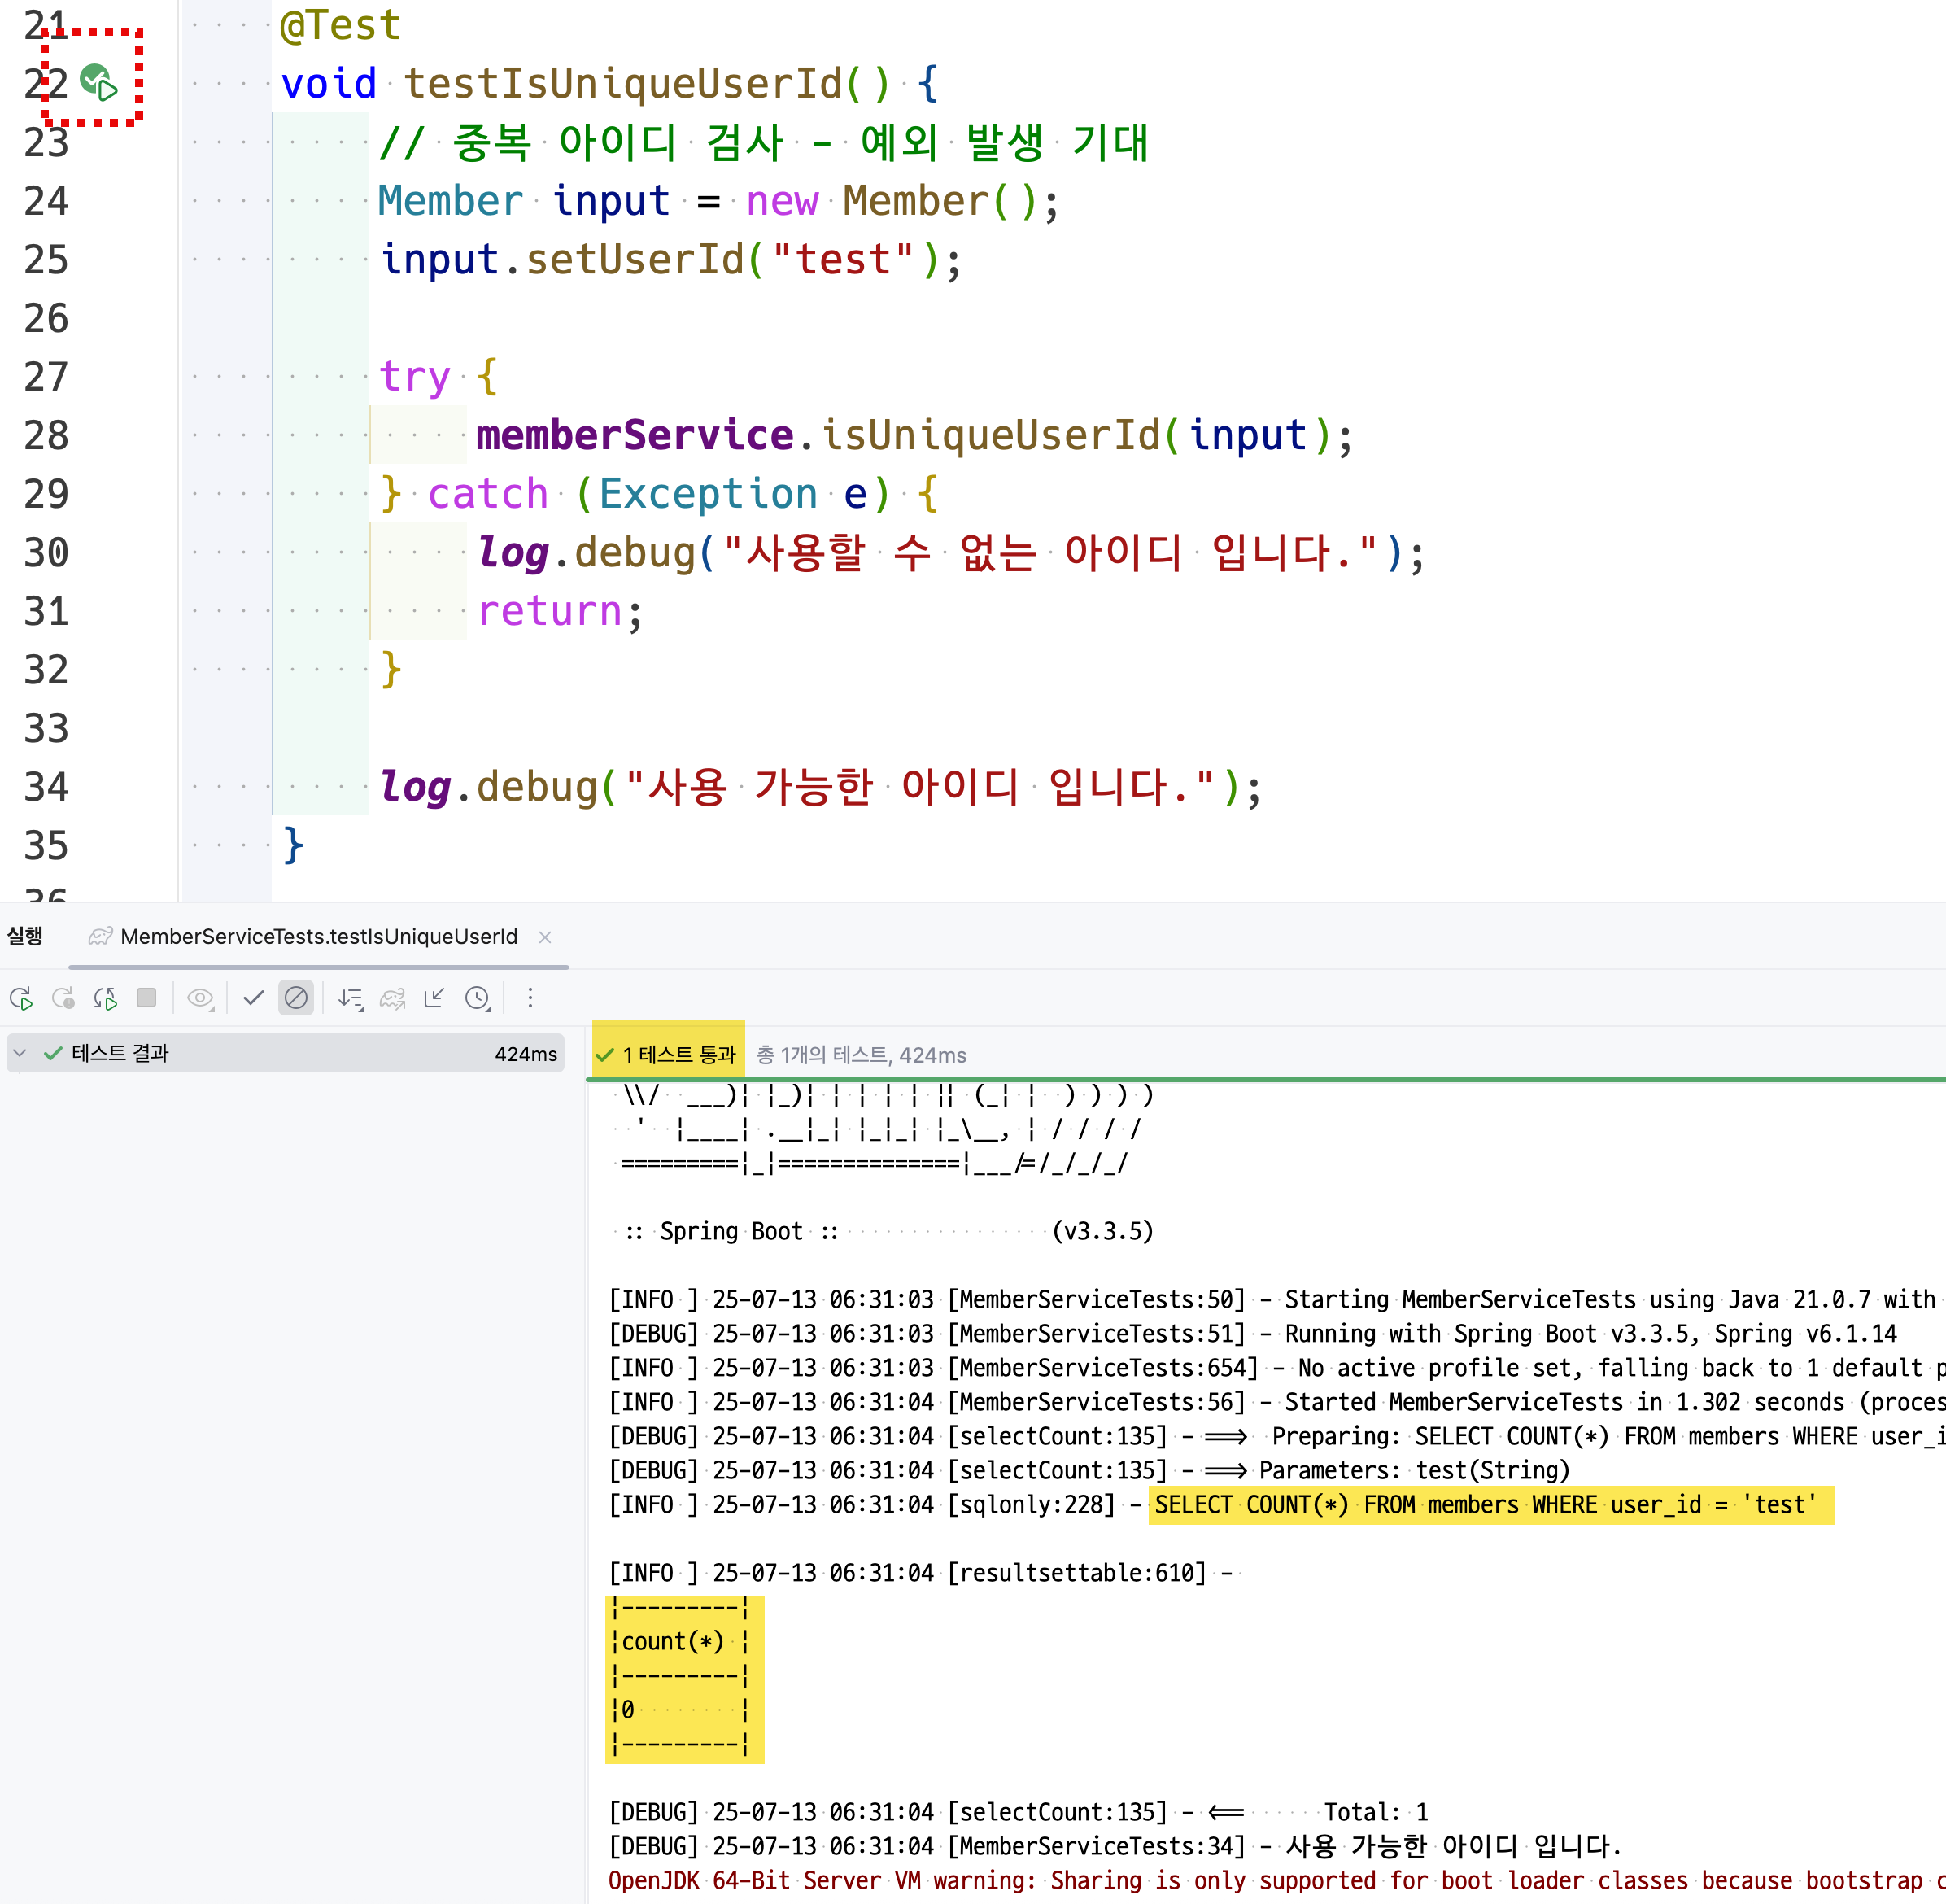 21 @Test
22 void testIsUniqueUserId() {
23 // 중복 아이디 검사 - 예외 발생 기대
24 Member input = new Member();
25 input.setUserId("test");
26
27 try {
28 memberService.isUniqueUserId(input);
29 } catch (Exception e) {
30 log.debug("사용할 수 없는 아이디 입니다.");
31 return;
32 }
33
34 log.debug("사용 가능한 아이디 입니다.");
35 }
36
실행 MemberServiceTests.testIsUniqueUserId
테스트 결과 424ms
1 테스트 통과 총 1개의 테스트, 424ms
\\/  ___)| |_)| | | | | || (_| |  ) ) ) )
'  |____| .__|_| |_|_| |_\__, | / / / /
=========|_|==============|___/=/_/_/_/
:: Spring Boot :: (v3.3.5)
[INFO ] 25-07-13 06:31:03 [MemberServiceTests:50] - Starting MemberServiceTests using Java 21.0.7 with
[DEBUG] 25-07-13 06:31:03 [MemberServiceTests:51] - Running with Spring Boot v3.3.5, Spring v6.1.14
[INFO ] 25-07-13 06:31:03 [MemberServiceTests:654] - No active profile set, falling back to 1 default p
[INFO ] 25-07-13 06:31:04 [MemberServiceTests:56] - Started MemberServiceTests in 1.302 seconds (proces
[DEBUG] 25-07-13 06:31:04 [selectCount:135] - ==>  Preparing: SELECT COUNT(*) FROM members WHERE user_i
[DEBUG] 25-07-13 06:31:04 [selectCount:135] - ==> Parameters: test(String)
[INFO ] 25-07-13 06:31:04 [sqlonly:228] - SELECT COUNT(*) FROM members WHERE user_id = 'test'
[INFO ] 25-07-13 06:31:04 [resultsettable:610] -
|---------|
|count(*) |
|---------|
|0        |
|---------|
[DEBUG] 25-07-13 06:31:04 [selectCount:135] - <==      Total: 1
[DEBUG] 25-07-13 06:31:04 [MemberServiceTests:34] - 사용 가능한 아이디 입니다.
OpenJDK 64-Bit Server VM warning: Sharing is only supported for boot loader classes because bootstrap c